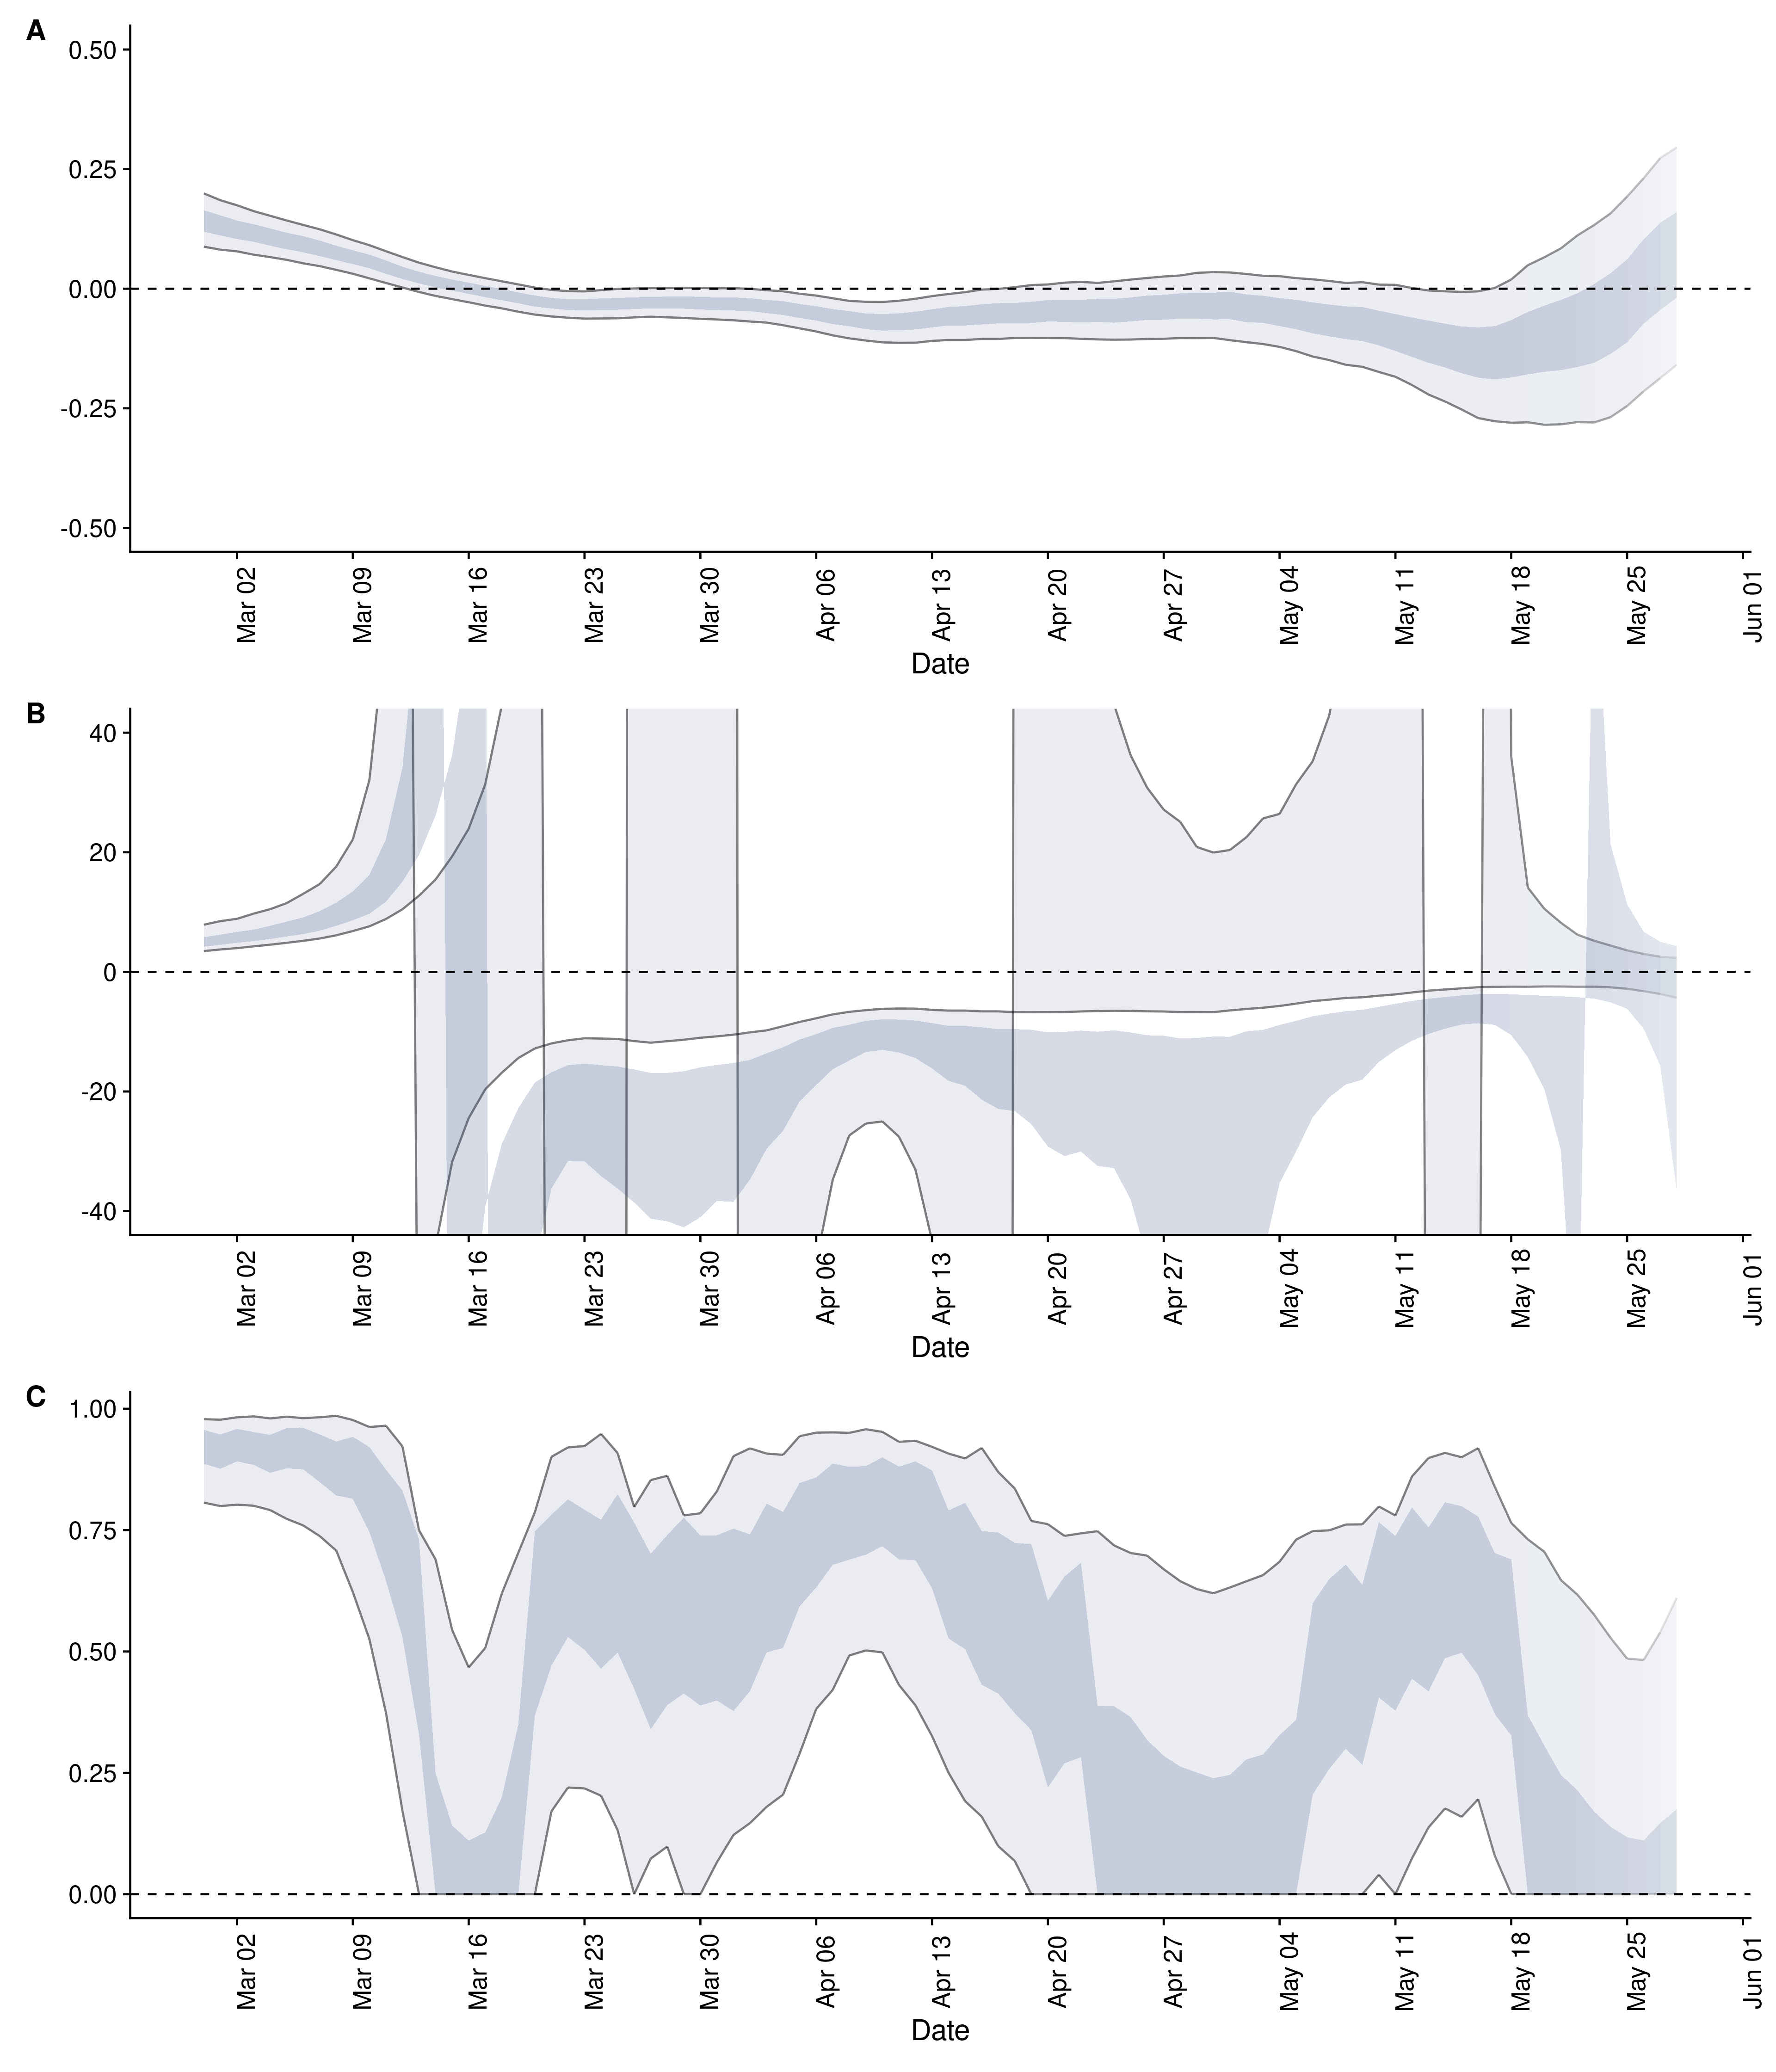 A
0.50
0.25
0.00
-0.25
-0.50
Mar 02
Mar 09
Mar 16
Mar 23
Mar 30
Apr 06
Apr 13
Apr 20
Apr 27
May 04
May 11
May 18
May 25
Jun 01
Date
B
40
20
0
-20
-40
Mar 02
Mar 09
Mar 16
Mar 23
Mar 30
Apr 06
Apr 13
Apr 20
Apr 27
May 04
May 11
May 18
May 25
Jun 01
Date
C
1.00
0.75
0.50
0.25
0.00
Mar 02
Mar 09
Mar 16
Mar 23
Mar 30
Apr 06
Apr 13
Apr 20
Apr 27
May 04
May 11
May 18
May 25
Jun 01
Date